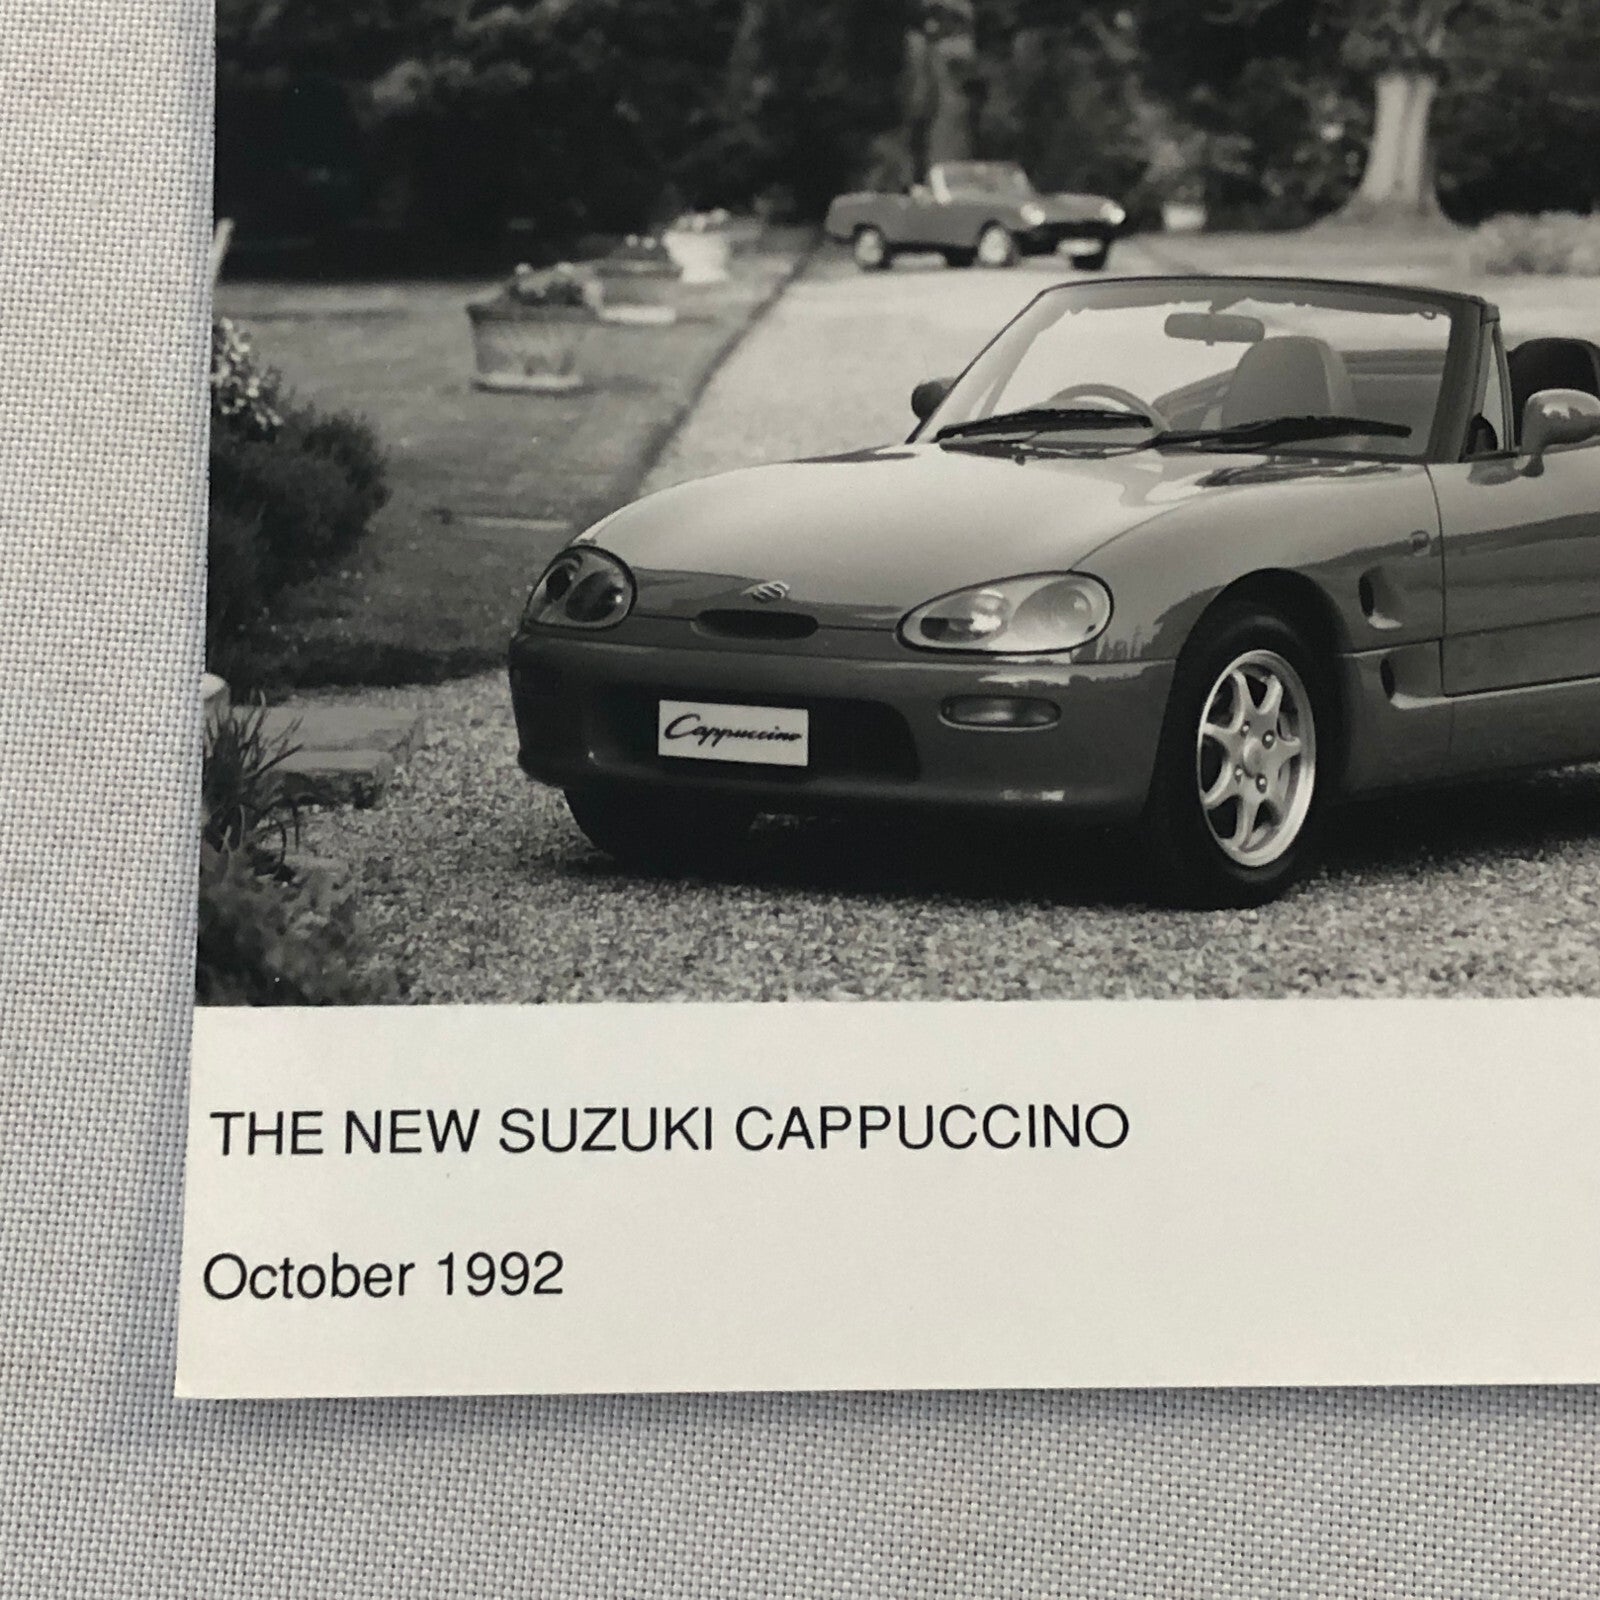 Cappuccino
THE NEW SUZUKI CAPPUCCINO
October 1992